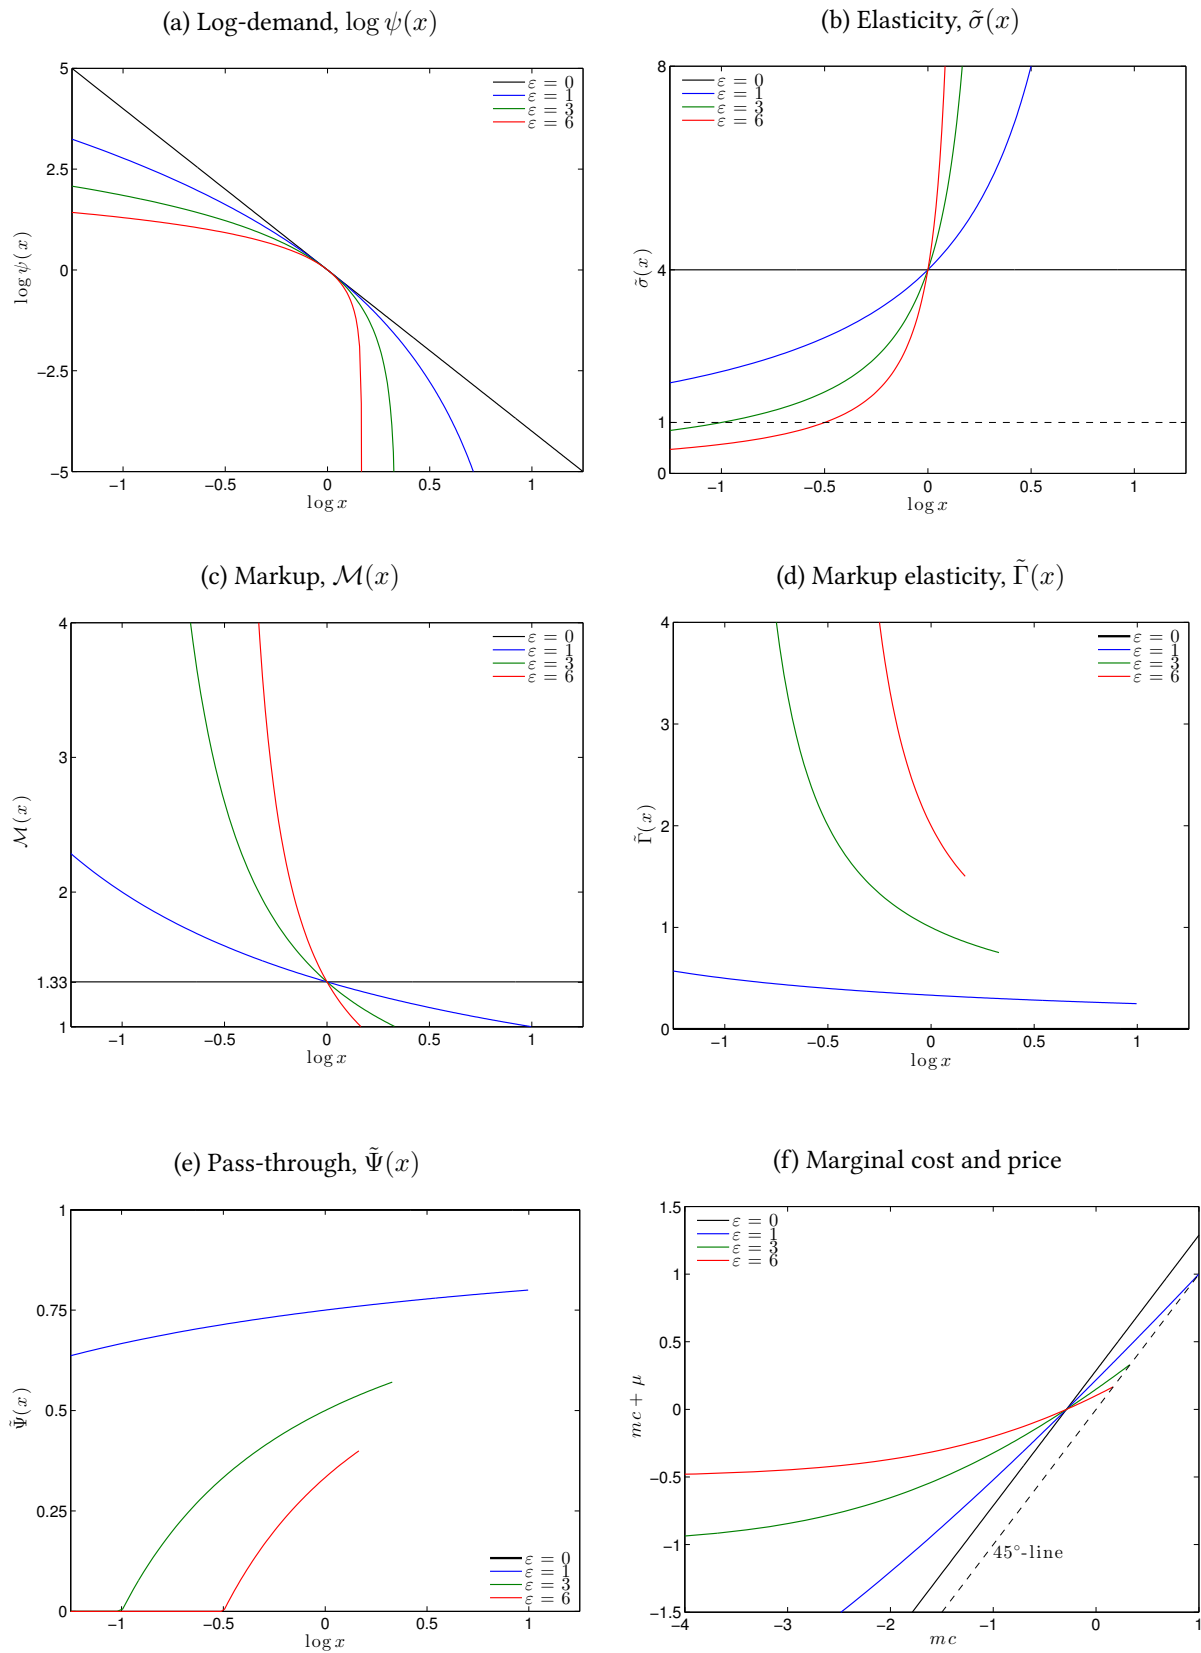 (a) Log-demand, log ψ(x)
5
2.5
0
−2.5
−5
−1
−0.5
0
0.5
1
log x
log ψ(x)
ε = 0
ε = 1
ε = 3
ε = 6
(b) Elasticity, σ̃(x)
8
4
1
0
−1
−0.5
0
0.5
1
log x
σ̃(x)
ε = 0
ε = 1
ε = 3
ε = 6
(c) Markup, ℳ(x)
4
3
2
1.33
1
−1
−0.5
0
0.5
1
log x
ℳ(x)
ε = 0
ε = 1
ε = 3
ε = 6
(d) Markup elasticity, Γ̃(x)
4
3
2
1
0
−1
−0.5
0
0.5
1
log x
Γ̃(x)
ε = 0
ε = 1
ε = 3
ε = 6
(e) Pass-through, Ψ̃(x)
1
0.75
0.5
0.25
0
−1
−0.5
0
0.5
1
log x
Ψ̃(x)
ε = 0
ε = 1
ε = 3
ε = 6
(f) Marginal cost and price
1.5
1
0.5
0
−0.5
−1
−1.5
−4
−3
−2
−1
0
1
mc
mc + μ
ε = 0
ε = 1
ε = 3
ε = 6
45°-line